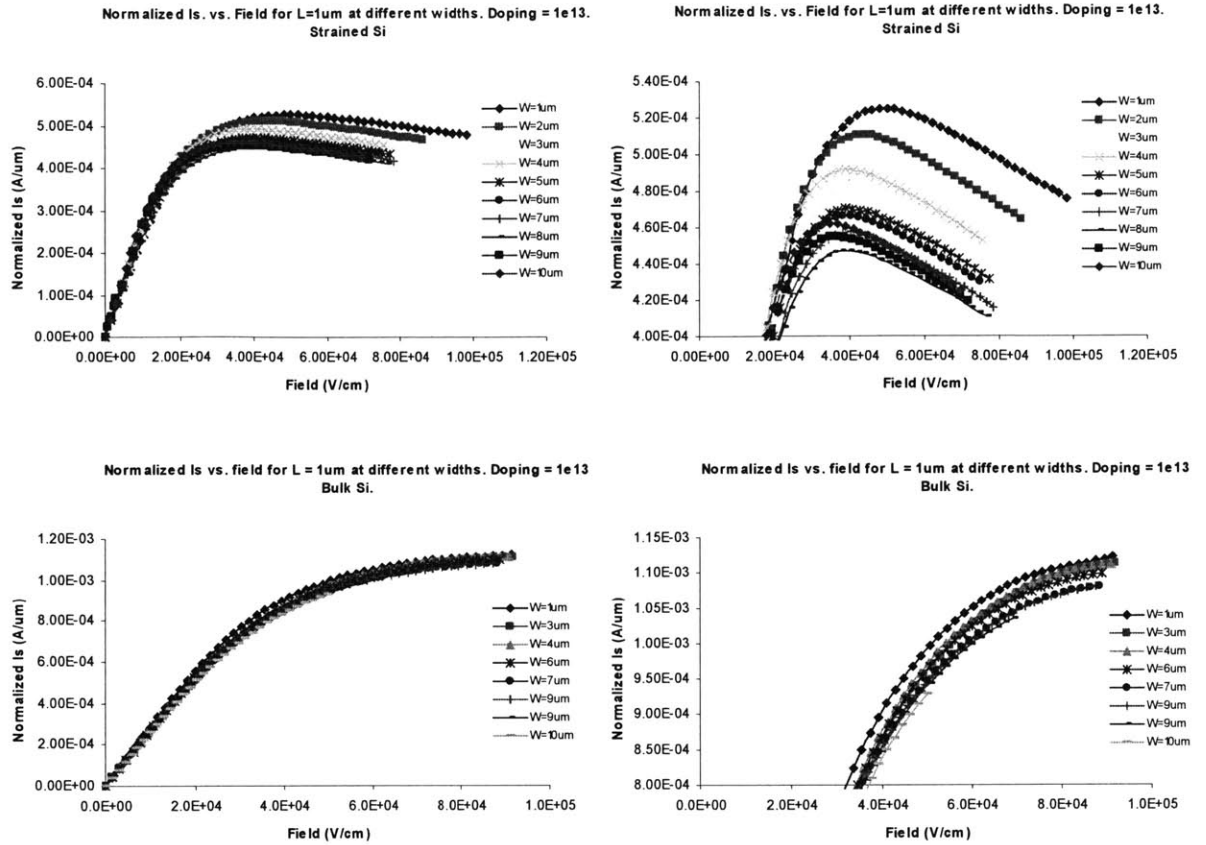 Normalized Is. vs. Field for L=1um at different widths. Doping = 1e13.
Strained Si
6.00E-04
5.00E-04
4.00E-04
3.00E-04
2.00E-04
1.00E-04
0.00E+00
Normalized Is (A/um)
0.00E+00 2.00E+04 4.00E+04 6.00E+04 8.00E+04 1.00E+05 1.20E+05
Field (V/cm)
W=1um
W=2um
W=3um
W=4um
W=5um
W=6um
W=7um
W=8um
W=9um
W=10um
Normalized Is. vs. Field for L=1um at different widths. Doping = 1e13.
Strained Si
5.40E-04
5.20E-04
5.00E-04
4.80E-04
4.60E-04
4.40E-04
4.20E-04
4.00E-04
Normalized Is (A/um)
0.00E+00 2.00E+04 4.00E+04 6.00E+04 8.00E+04 1.00E+05 1.20E+05
Field (V/cm)
W=1um
W=2um
W=3um
W=4um
W=5um
W=6um
W=7um
W=8um
W=9um
W=10um
Normalized Is vs. field for L = 1um at different widths. Doping = 1e13
Bulk Si.
1.20E-03
1.00E-03
8.00E-04
6.00E-04
4.00E-04
2.00E-04
0.00E+00
Normalized Is (A/um)
0.0E+00 2.0E+04 4.0E+04 6.0E+04 8.0E+04 1.0E+05
Field (V/cm)
W=1um
W=3um
W=4um
W=6um
W=7um
W=9um
W=9um
W=10um
Normalized Is vs. field for L = 1um at different widths. Doping = 1e13
Bulk Si.
1.15E-03
1.10E-03
1.05E-03
1.00E-03
9.50E-04
9.00E-04
8.50E-04
8.00E-04
Normalized Is (A/um)
0.0E+00 2.0E+04 4.0E+04 6.0E+04 8.0E+04 1.0E+05
Field (V/cm)
W=1um
W=3um
W=4um
W=6um
W=7um
W=9um
W=9um
W=10um